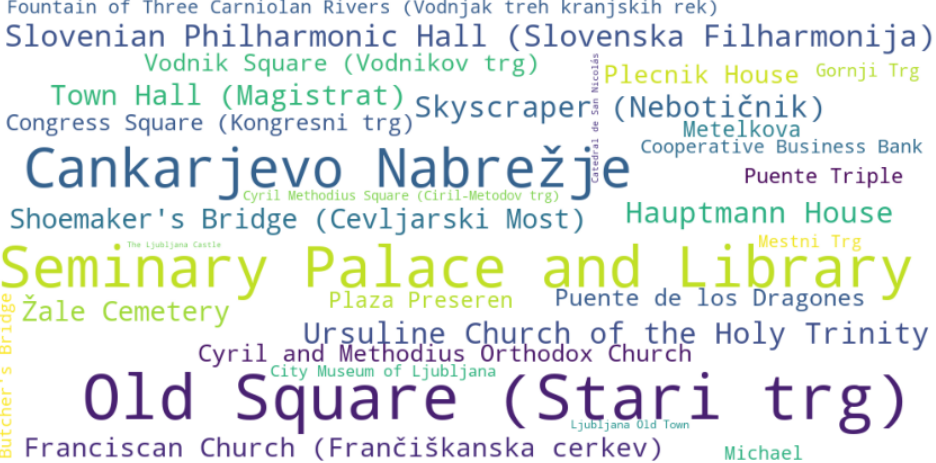 Fountain of Three Carniolan Rivers (Vodnjak treh kranjskih rek)
Slovenian Philharmonic Hall (Slovenska Filharmonija)
Vodnik Square (Vodnikov trg)
Catedral de San Nicolás
Plecnik House
Gornji Trg
Town Hall (Magistrat)
Skyscraper (Nebotičnik)
Congress Square (Kongresni trg)
Metelkova
Cooperative Business Bank
Cankarjevo Nabrežje
Puente Triple
Cyril Methodius Square (Ciril-Metodov trg)
Shoemaker's Bridge (Cevljarski Most)
Hauptmann House
The Ljubljana Castle
Mestni Trg
Seminary Palace and Library
Plaza Preseren
Puente de los Dragones
Žale Cemetery
Butcher's Bridge
Ursuline Church of the Holy Trinity
Cyril and Methodius Orthodox Church
City Museum of Ljubljana
Old Square (Stari trg)
Ljubljana Old Town
Franciscan Church (Frančiškanska cerkev)
Michael